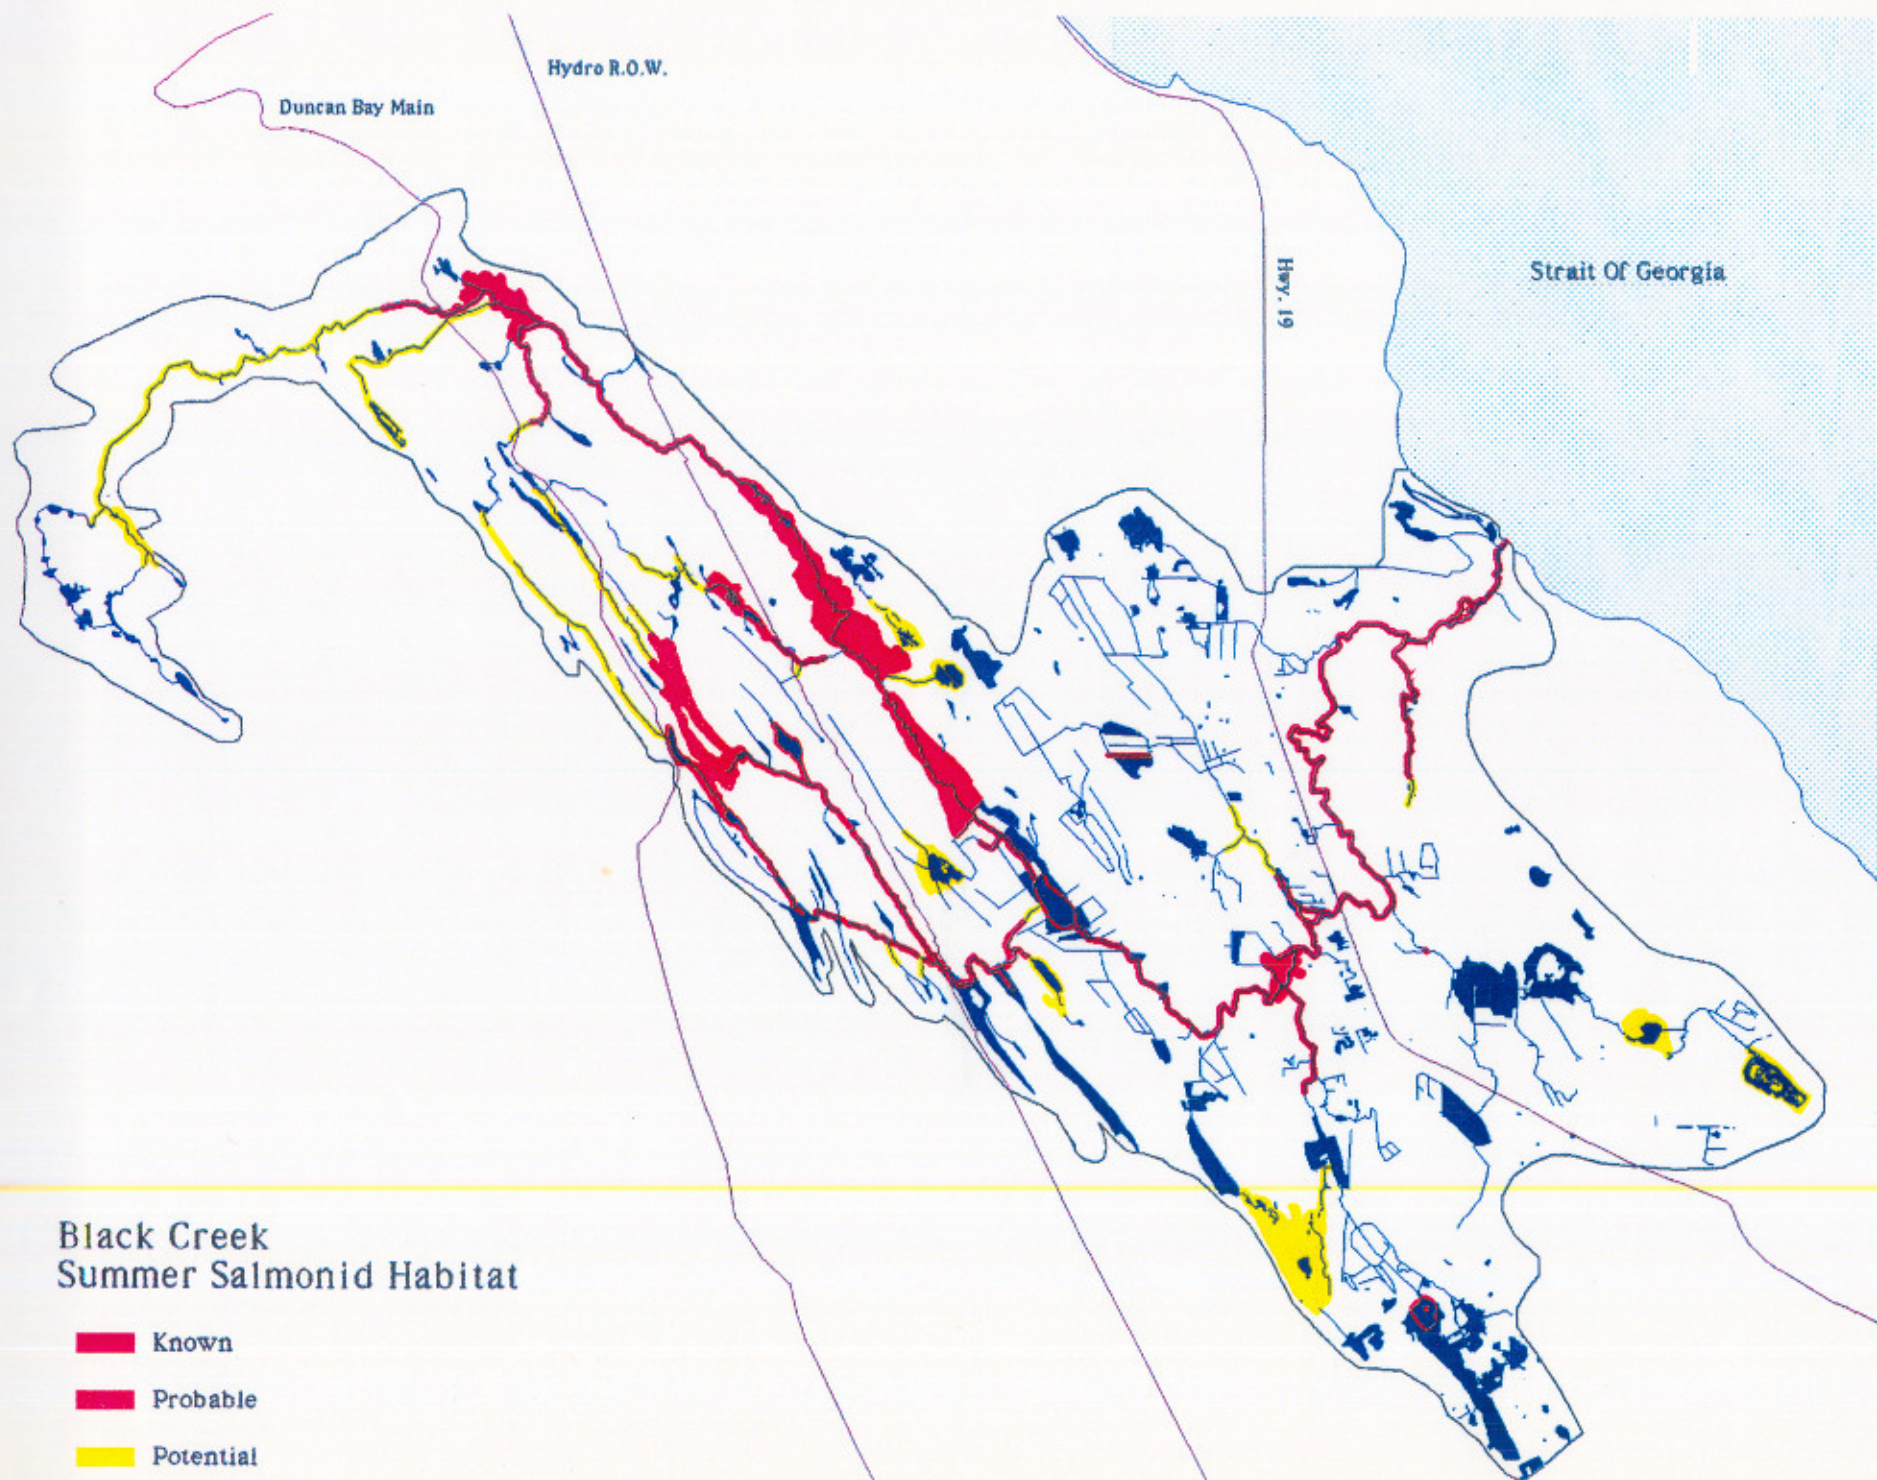 Hydro R.O.W.
Duncan Bay Main
Hwy. 19
Strait Of Georgia
Black Creek
Summer Salmonid Habitat
Known
Probable
Potential